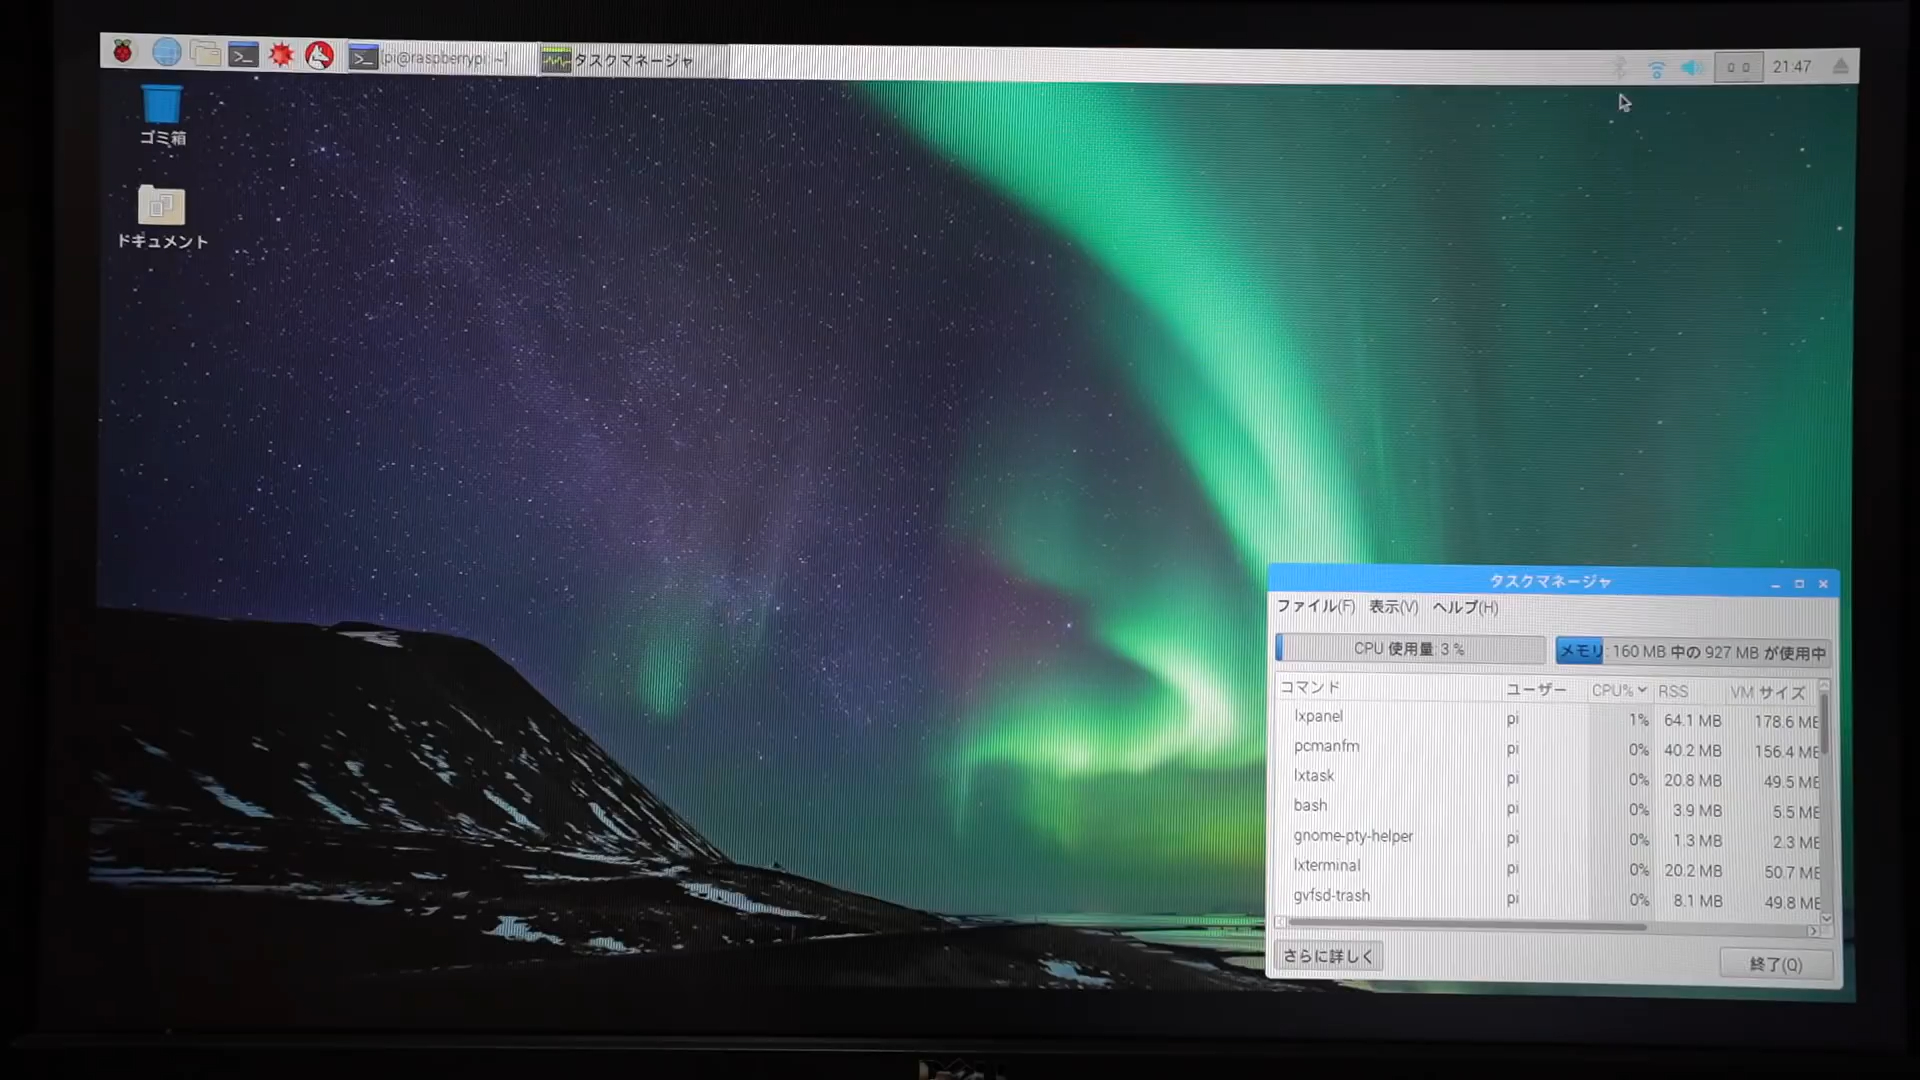 [pi@raspberrypi: ~]
タスクマネージャ
21:47
ゴミ箱
ドキュメント
タスクマネージャ
ファイル(F) 表示(V) ヘルプ(H)
CPU 使用量: 3 % メモリ: 160 MB 中の 927 MB が使用中
コマンド ユーザー CPU% RSS VM サイズ
lxpanel pi 1% 64.1 MB 178.6 MB
pcmanfm pi 0% 40.2 MB 156.4 MB
lxtask pi 0% 20.8 MB 49.5 MB
bash pi 0% 3.9 MB 5.5 MB
gnome-pty-helper pi 0% 1.3 MB 2.3 MB
lxterminal pi 0% 20.2 MB 50.7 MB
gvfsd-trash pi 0% 8.1 MB 49.8 MB
さらに詳しく 終了(Q)